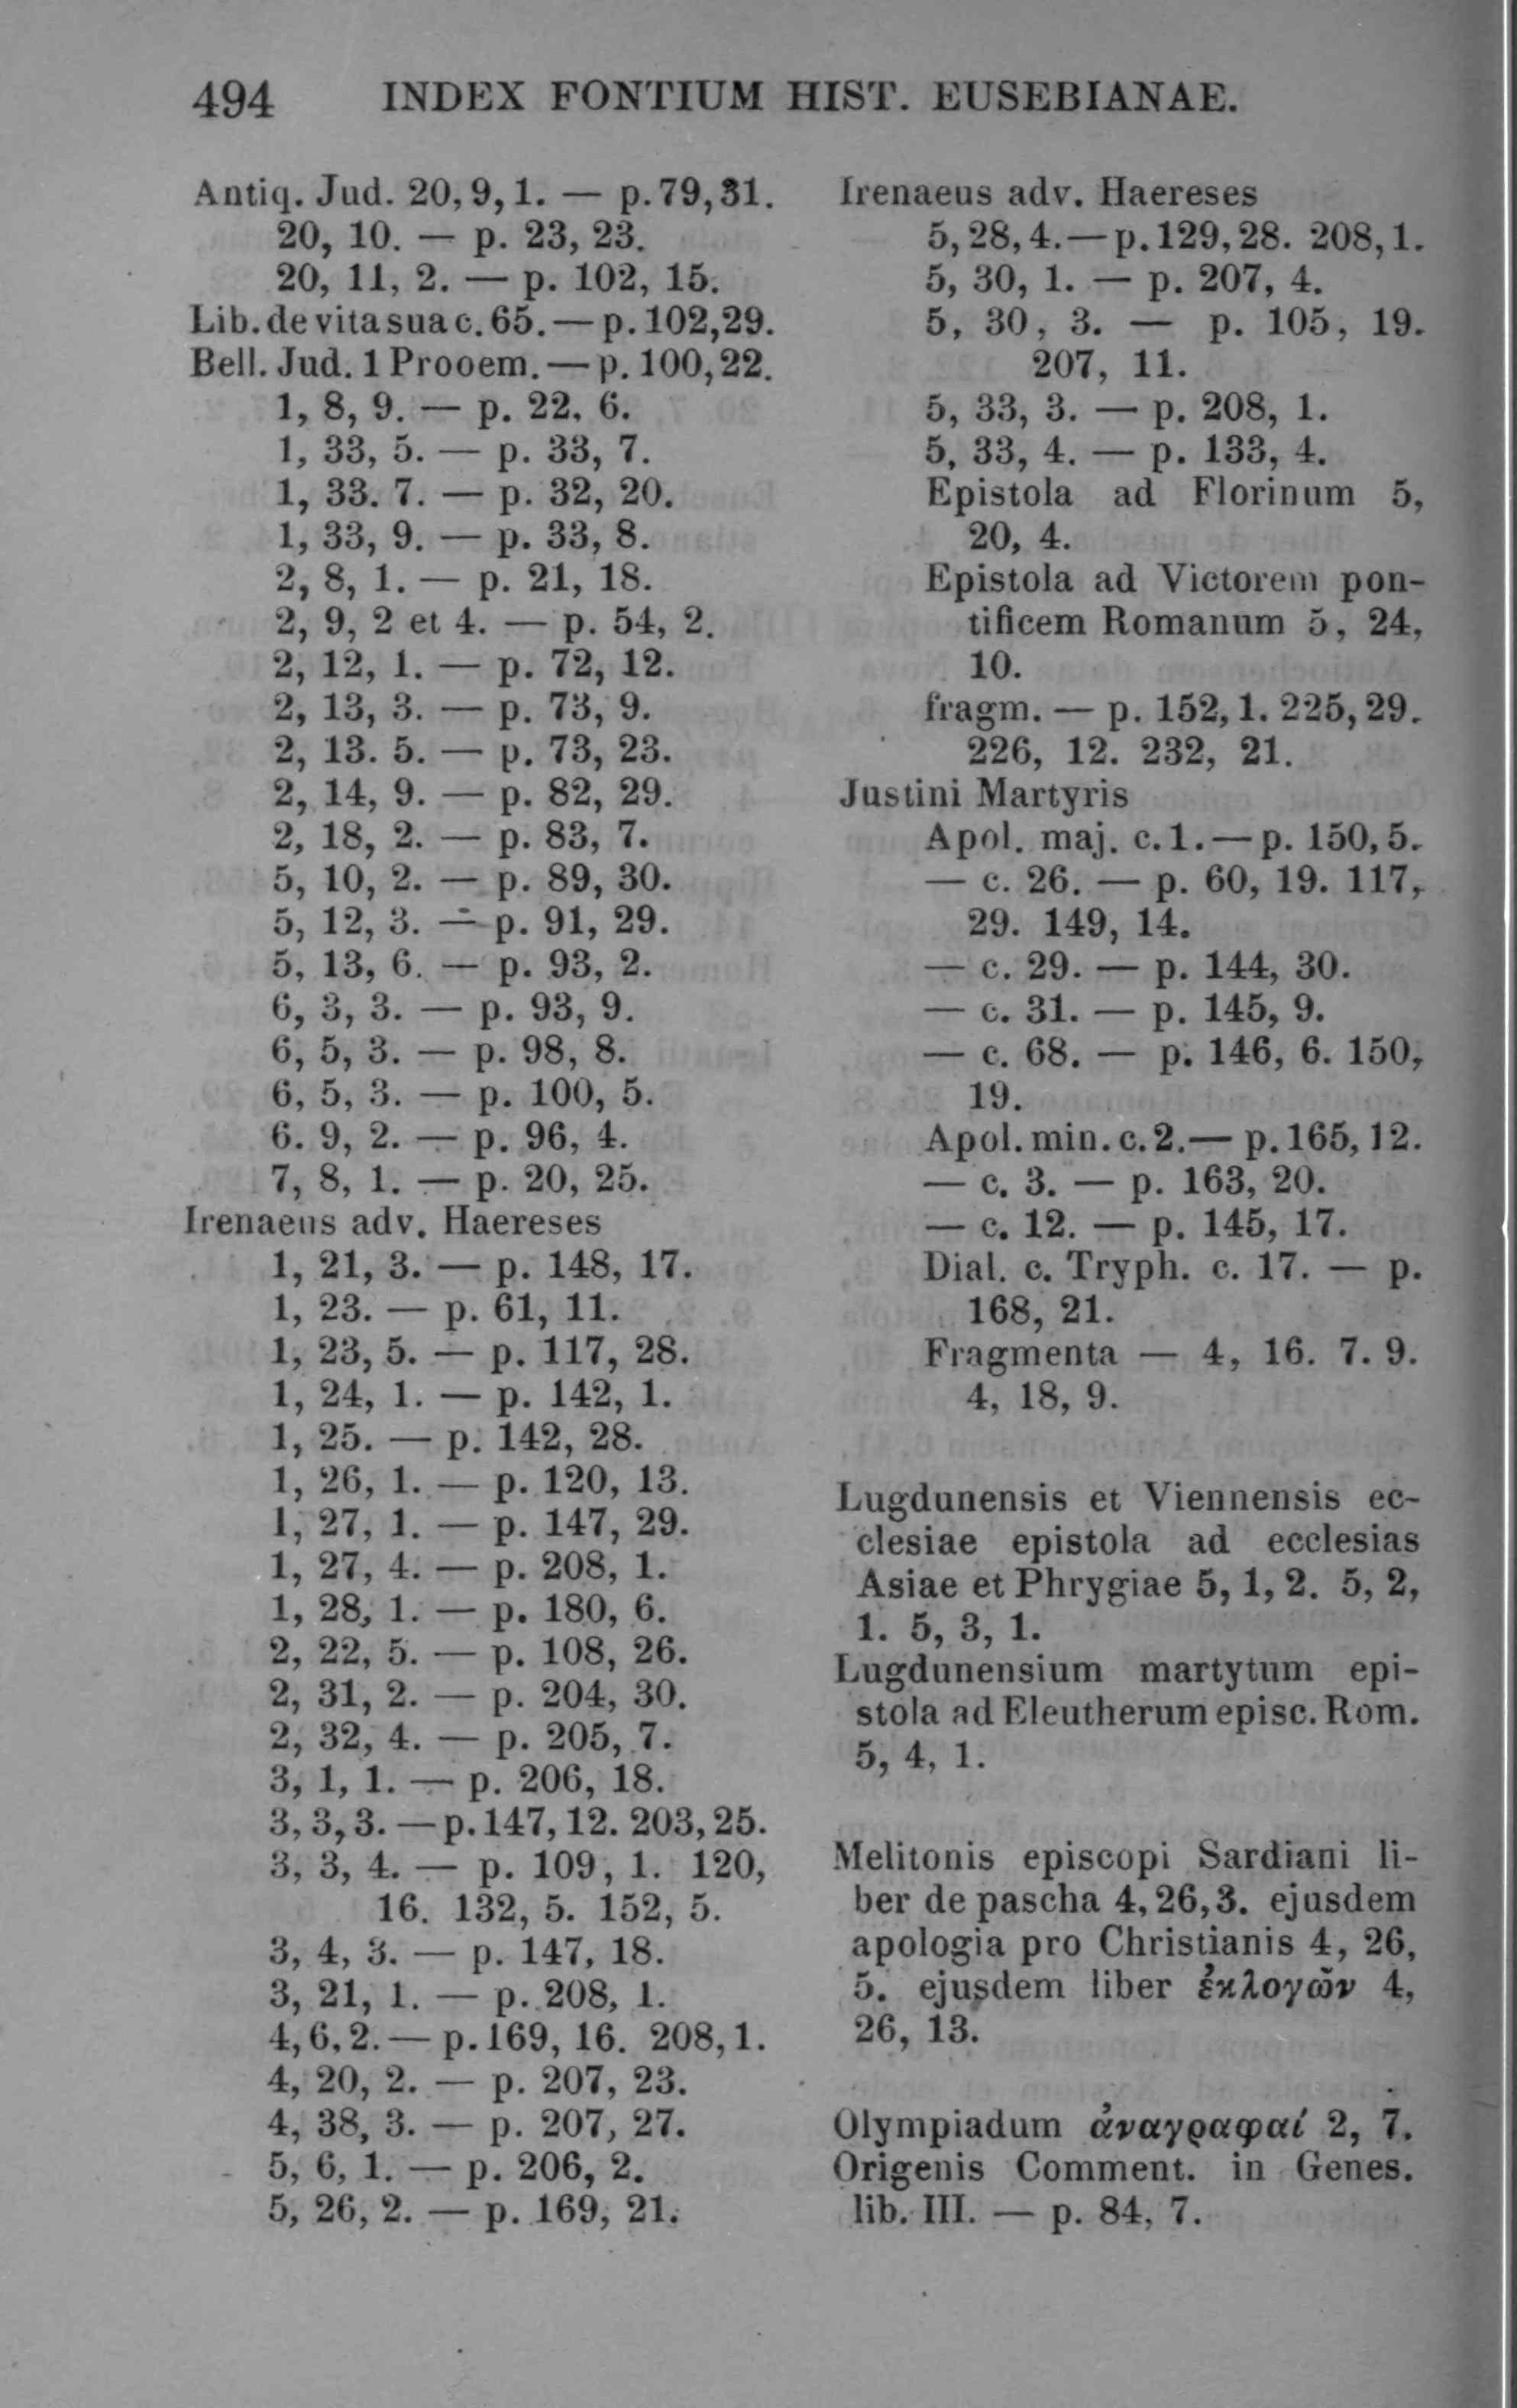 494 INDEX FONTIUM HIST. EUSEBIANAE.
Antiq. Jud. 20, 9, 1. — p. 79, 31.
20, 10. — p. 23, 23.
20, 11, 2. — p. 102, 15.
Lib. de vita sua c. 65. — p. 102, 29.
Bell. Jud. 1 Prooem. — p. 100, 22.
1, 8, 9. — p. 22, 6.
1, 33, 5. — p. 33, 7.
1, 33. 7. — p. 32, 20.
1, 33, 9. — p. 33, 8.
2, 8, 1. — p. 21, 18.
2, 9, 2 et 4. — p. 54, 2.
2, 12, 1. — p. 72, 12.
2, 13, 3. — p. 73, 9.
2, 13. 5. — p. 73, 23.
2, 14, 9. — p. 82, 29.
2, 18, 2. — p. 83, 7.
5, 10, 2. — p. 89, 30.
5, 12, 3. — p. 91, 29.
5, 13, 6. — p. 93, 2.
6, 3, 3. — p. 93, 9.
6, 5, 3. — p. 98, 8.
6, 5, 3. — p. 100, 5.
6. 9, 2. — p. 96, 4.
7, 8, 1. — p. 20, 25.
Irenaeus adv. Haereses
1, 21, 3. — p. 148, 17.
1, 23. — p. 61, 11.
1, 23, 5. — p. 117, 28.
1, 24, 1. — p. 142, 1.
1, 25. — p. 142, 28.
1, 26, 1. — p. 120, 13.
1, 27, 1. — p. 147, 29.
1, 27, 4. — p. 208, 1.
1, 28, 1. — p. 180, 6.
2, 22, 5. — p. 108, 26.
2, 31, 2. — p. 204, 30.
2, 32, 4. — p. 205, 7.
3, 1, 1. — p. 206, 18.
3, 3, 3. — p. 147, 12. 203, 25.
3, 3, 4. — p. 109, 1. 120,
16. 132, 5. 152, 5.
3, 4, 3. — p. 147, 18.
3, 21, 1. — p. 208, 1.
4, 6, 2. — p. 169, 16. 208, 1.
4, 20, 2. — p. 207, 23.
4, 38, 3. — p. 207, 27.
5, 6, 1. — p. 206, 2.
5, 26, 2. — p. 169, 21.
Irenaeus adv. Haereses
5, 28, 4. — p. 129, 28. 208, 1.
5, 30, 1. — p. 207, 4.
5, 30, 3. — p. 105, 19.
207, 11.
5, 33, 3. — p. 208, 1.
5, 33, 4. — p. 133, 4.
Epistola ad Florinum 5,
20, 4.
Epistola ad Victorem pon-
tificem Romanum 5, 24,
10.
fragm. — p. 152, 1. 225, 29.
226, 12. 232, 21.
Justini Martyris
Apol. maj. c. 1. — p. 150, 5.
— c. 26. — p. 60, 19. 117,
29. 149, 14.
— c. 29. — p. 144, 30.
— c. 31. — p. 145, 9.
— c. 68. — p. 146, 6. 150,
19.
Apol. min. c. 2. — p. 165, 12.
— c. 3. — p. 163, 20.
— c. 12. — p. 145, 17.
Dial. c. Tryph. c. 17. — p.
168, 21.
Fragmenta — 4, 16. 7. 9.
4, 18, 9.
Lugdunensis et Viennensis ec-
clesiae epistola ad ecclesias
Asiae et Phrygiae 5, 1, 2. 5, 2,
1. 5, 3, 1.
Lugdunensium martytum epi-
stola ad Eleutherum episc. Rom.
5, 4, 1.
Melitonis episcopi Sardiani li-
ber de pascha 4, 26, 3. ejusdem
apologia pro Christianis 4, 26,
5. ejusdem liber ἐκλογῶν 4,
26, 13.
Olympiadum ἀναγραφαί 2, 7.
Origenis Comment. in Genes.
lib. III. — p. 84, 7.